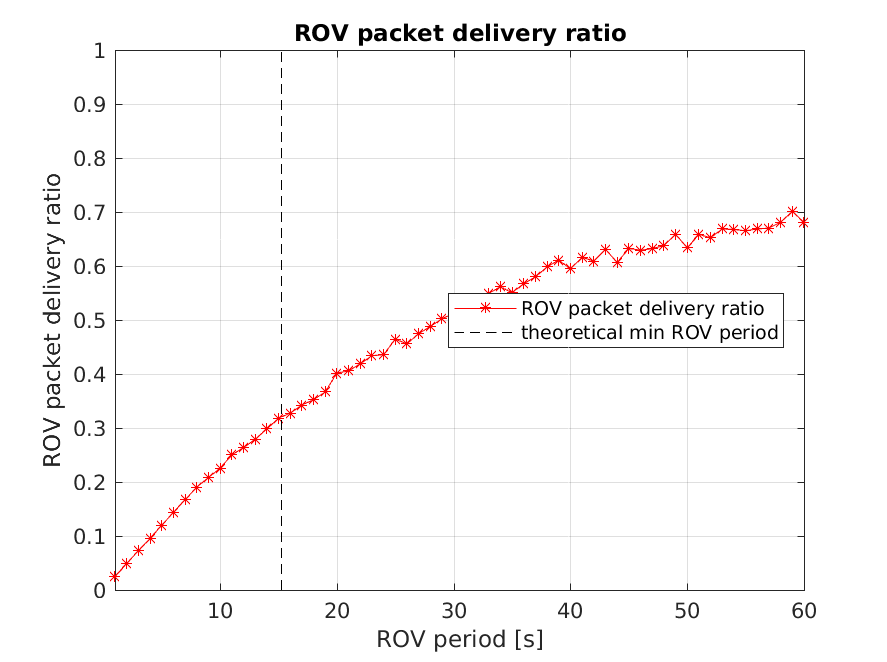 ROV packet delivery ratio
1
0.9
0.8
0.7
0.6
0.5
0.4
0.3
0.2
0.1
0
ROV packet delivery ratio
ROV packet delivery ratio
theoretical min ROV period
10 20 30 40 50 60
ROV period [s]